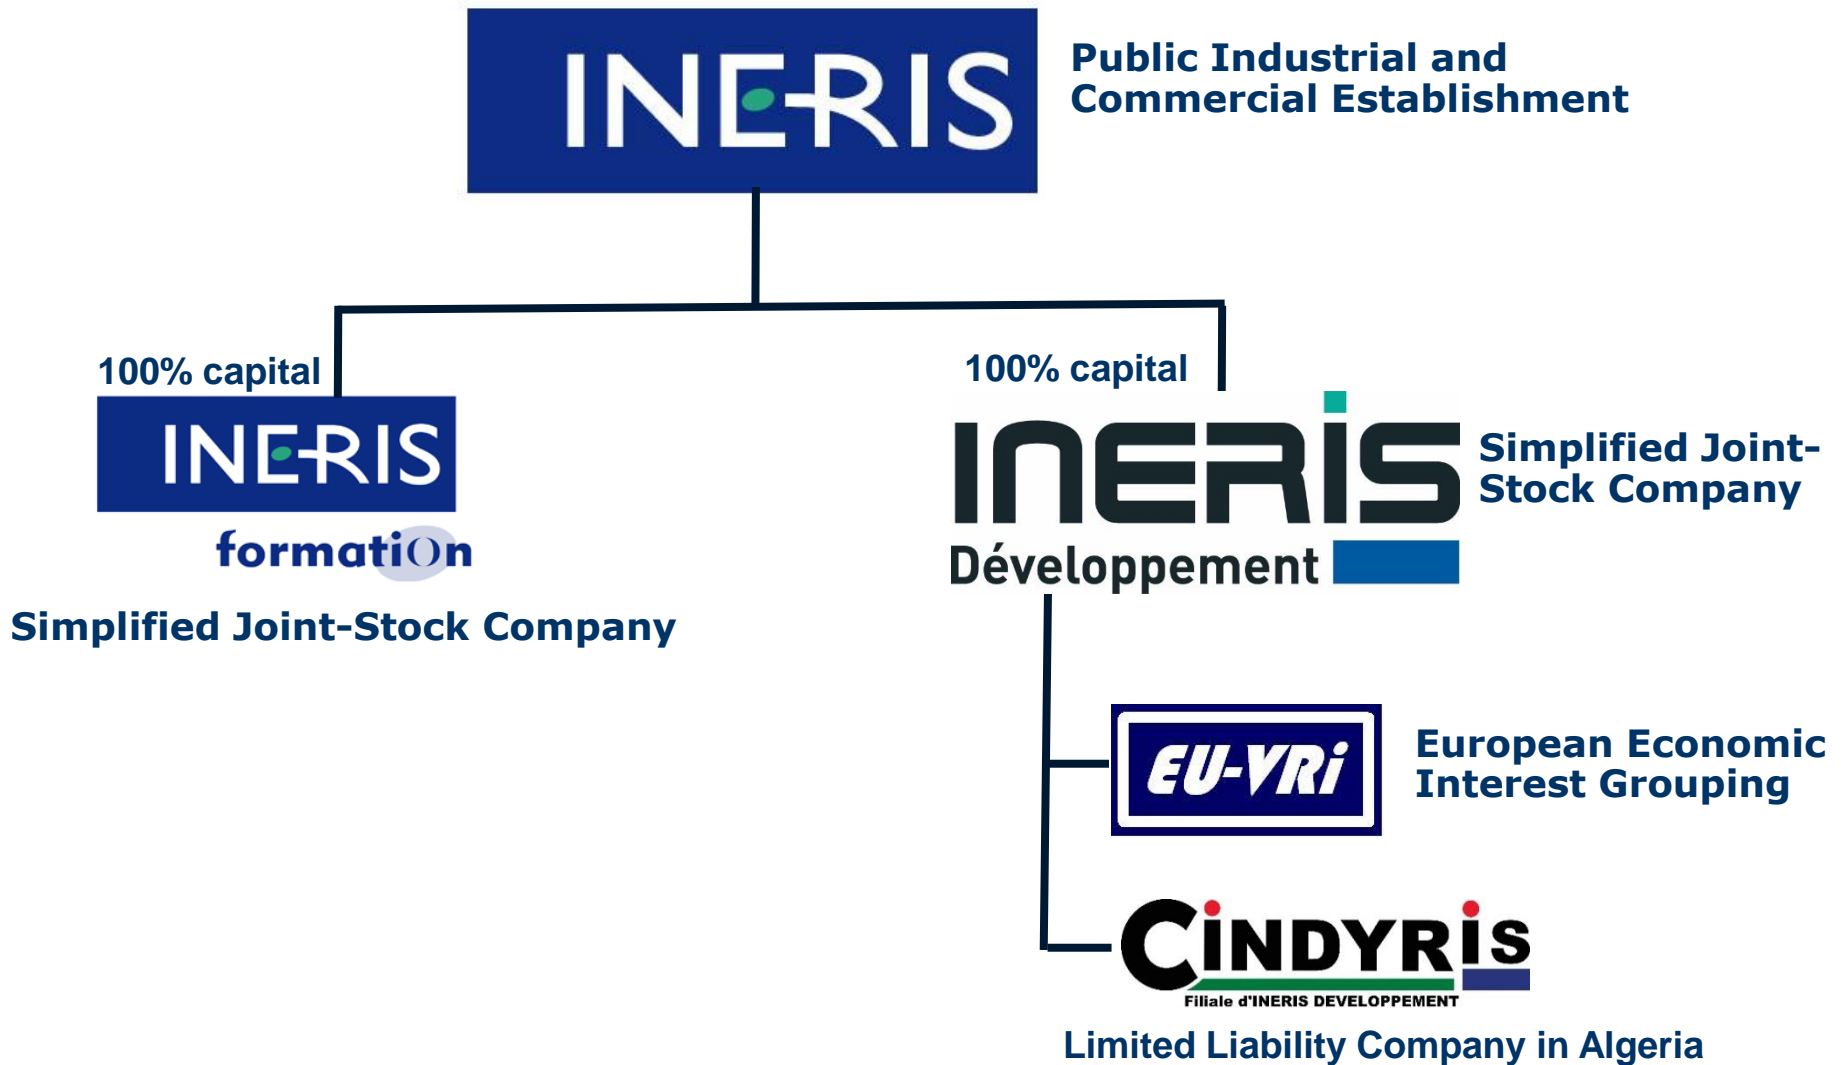 INERIS
Public Industrial and
Commercial Establishment
100% capital
INERIS
formation
Simplified Joint-Stock Company
100% capital
INERIS
Développement
Simplified Joint-
Stock Company
EU-VRi
European Economic
Interest Grouping
CiNDYRiS
Filiale d'INERIS DEVELOPPEMENT
Limited Liability Company in Algeria